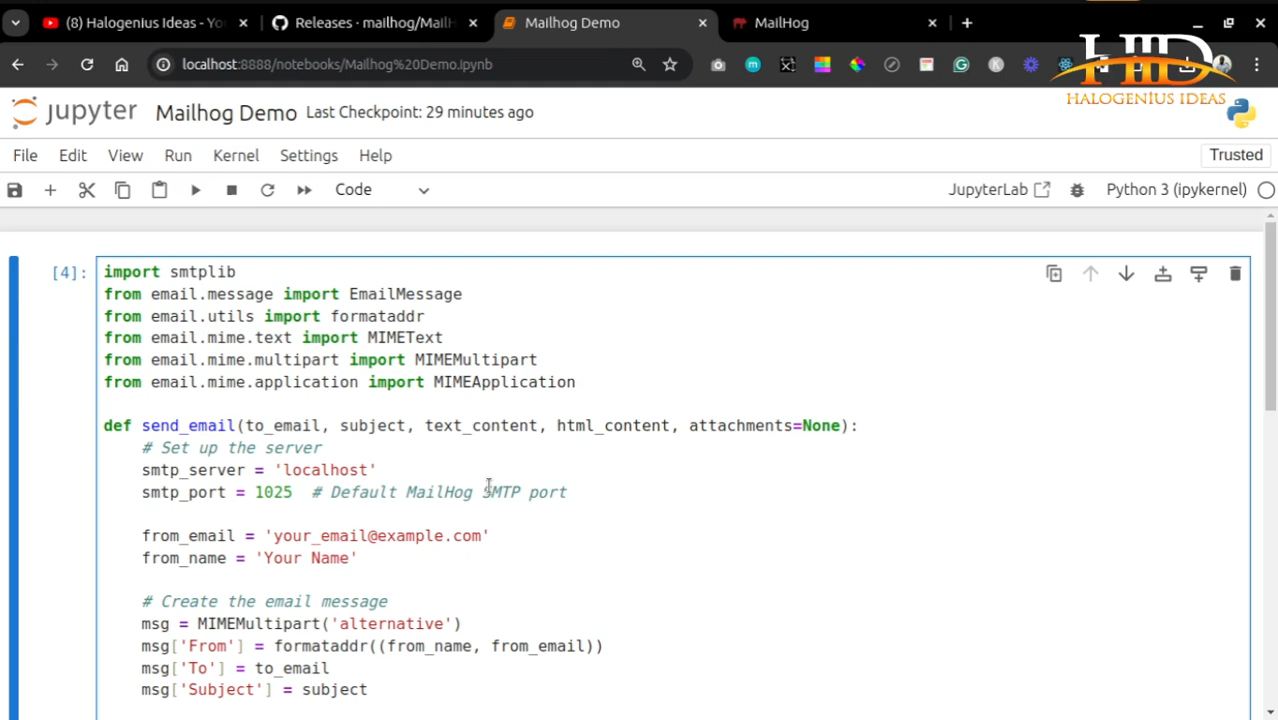 (8) Halogenius Ideas - Yo
Releases · mailhog/MailH
Mailhog Demo
MailHog
localhost:8888/notebooks/Mailhog%20Demo.ipynb
HID
HALOGENIUS IDEAS
jupyter
Mailhog Demo
Last Checkpoint: 29 minutes ago
File
Edit
View
Run
Kernel
Settings
Help
Trusted
Code
JupyterLab
Python 3 (ipykernel)
[4]:
import smtplib
from email.message import EmailMessage
from email.utils import formataddr
from email.mime.text import MIMEText
from email.mime.multipart import MIMEMultipart
from email.mime.application import MIMEApplication
def send_email(to_email, subject, text_content, html_content, attachments=None):
# Set up the server
smtp_server = 'localhost'
smtp_port = 1025  # Default MailHog SMTP port
from_email = 'your_email@example.com'
from_name = 'Your Name'
# Create the email message
msg = MIMEMultipart('alternative')
msg['From'] = formataddr((from_name, from_email))
msg['To'] = to_email
msg['Subject'] = subject